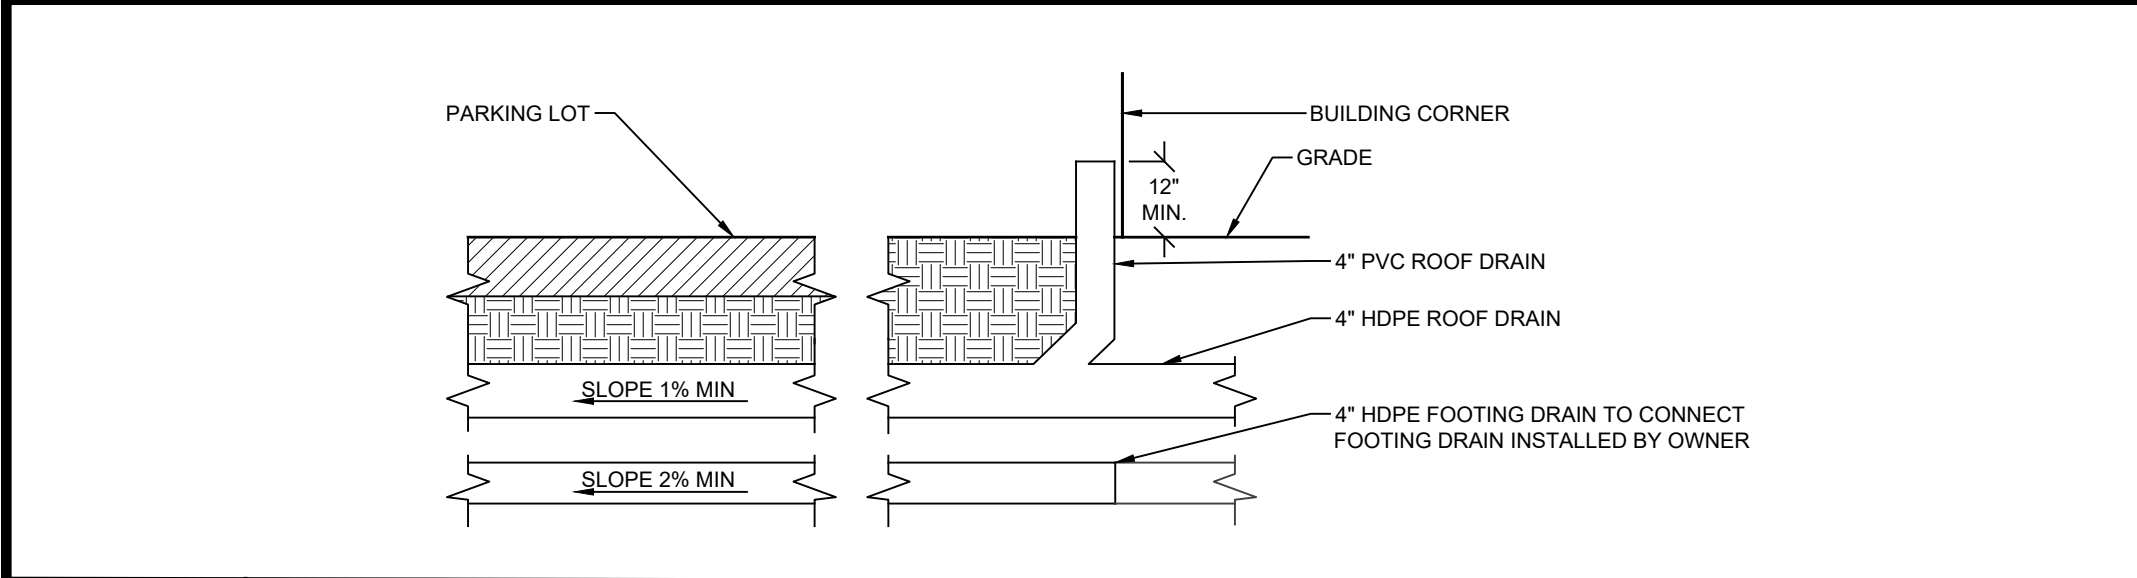 PARKING LOT
BUILDING CORNER
GRADE
12"
MIN.
4" PVC ROOF DRAIN
4" HDPE ROOF DRAIN
SLOPE 1% MIN
4" HDPE FOOTING DRAIN TO CONNECT
FOOTING DRAIN INSTALLED BY OWNER
SLOPE 2% MIN